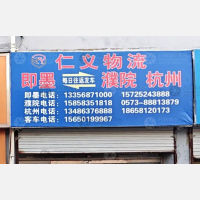 仁义物流
即墨 每日往返发车 濮院 杭州
即墨电话：13356871000 15725243888
濮院电话：15858351818 0573-88813879
杭州电话：13486376888 18658120173
客车电话：15650199967